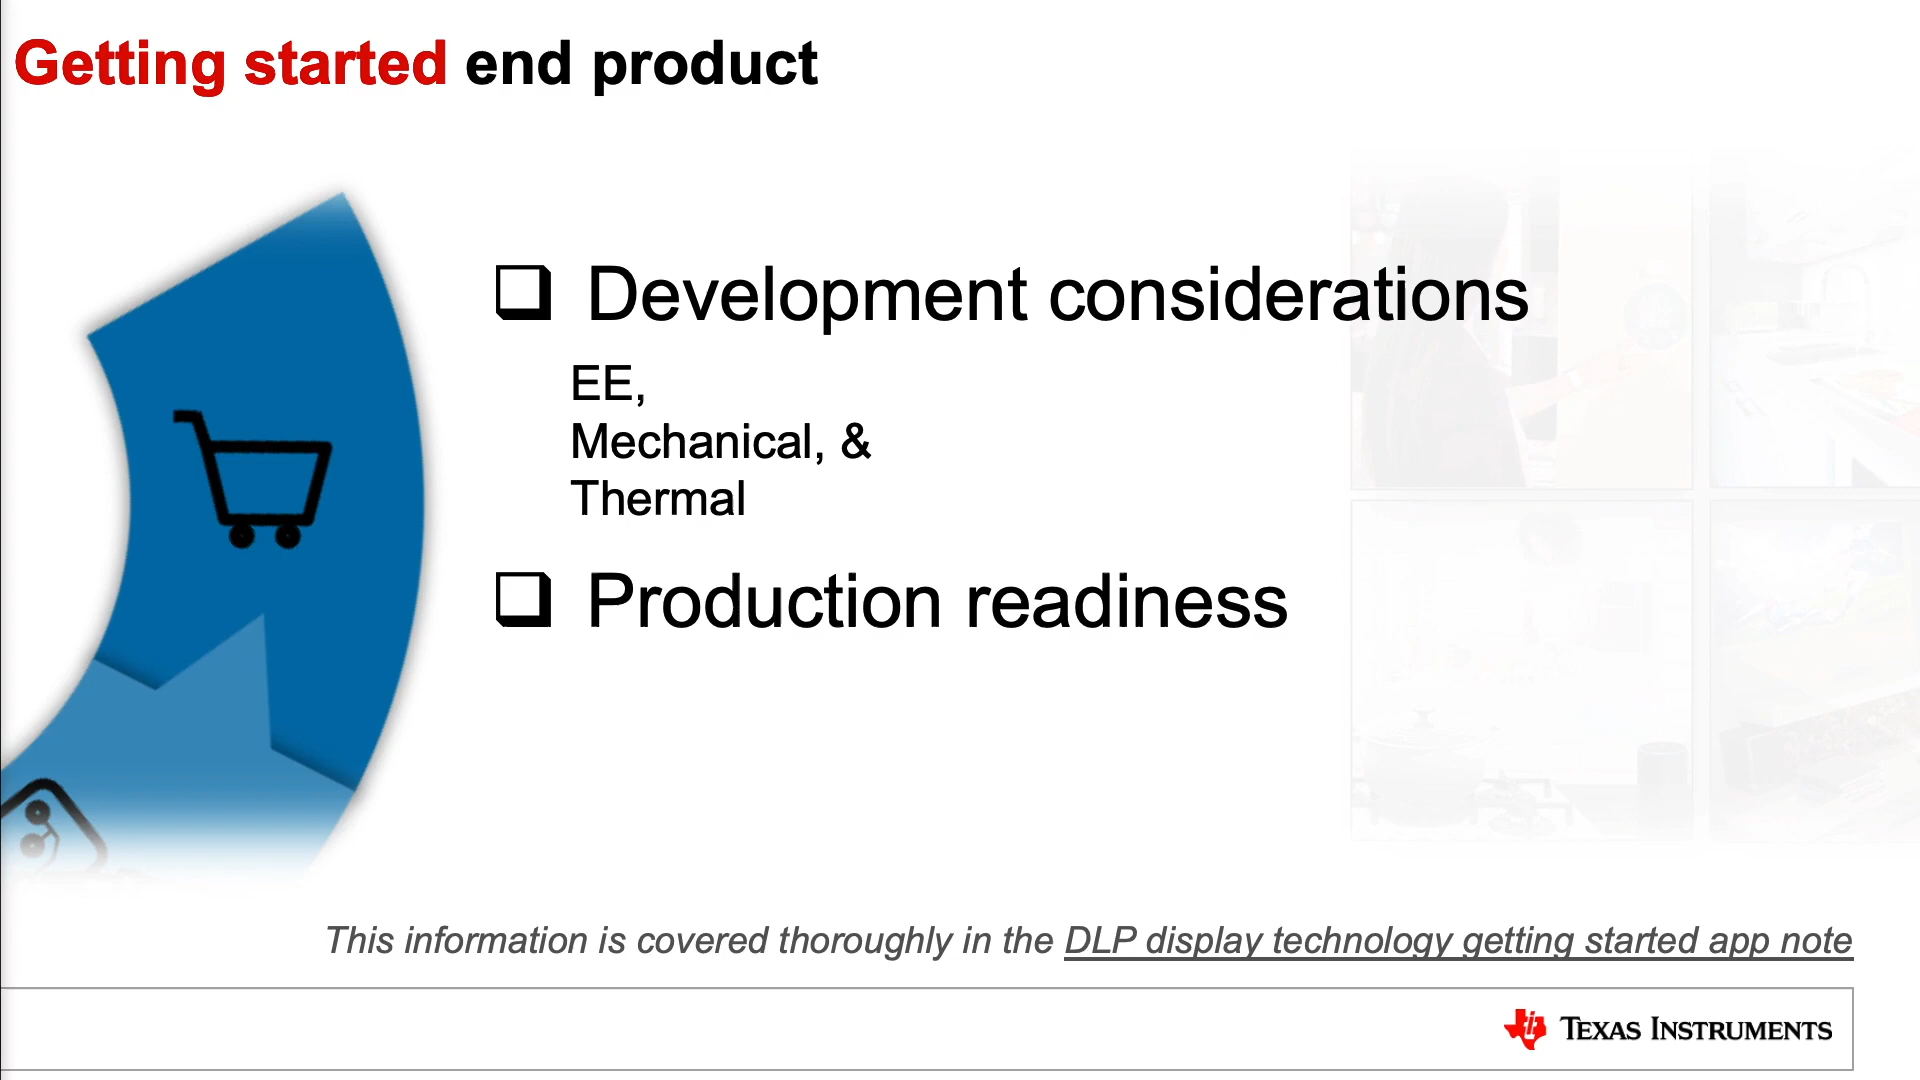 Getting started end product
Development considerations
EE,
Mechanical, &
Thermal
Production readiness
This information is covered thoroughly in the DLP display technology getting started app note
TEXAS INSTRUMENTS